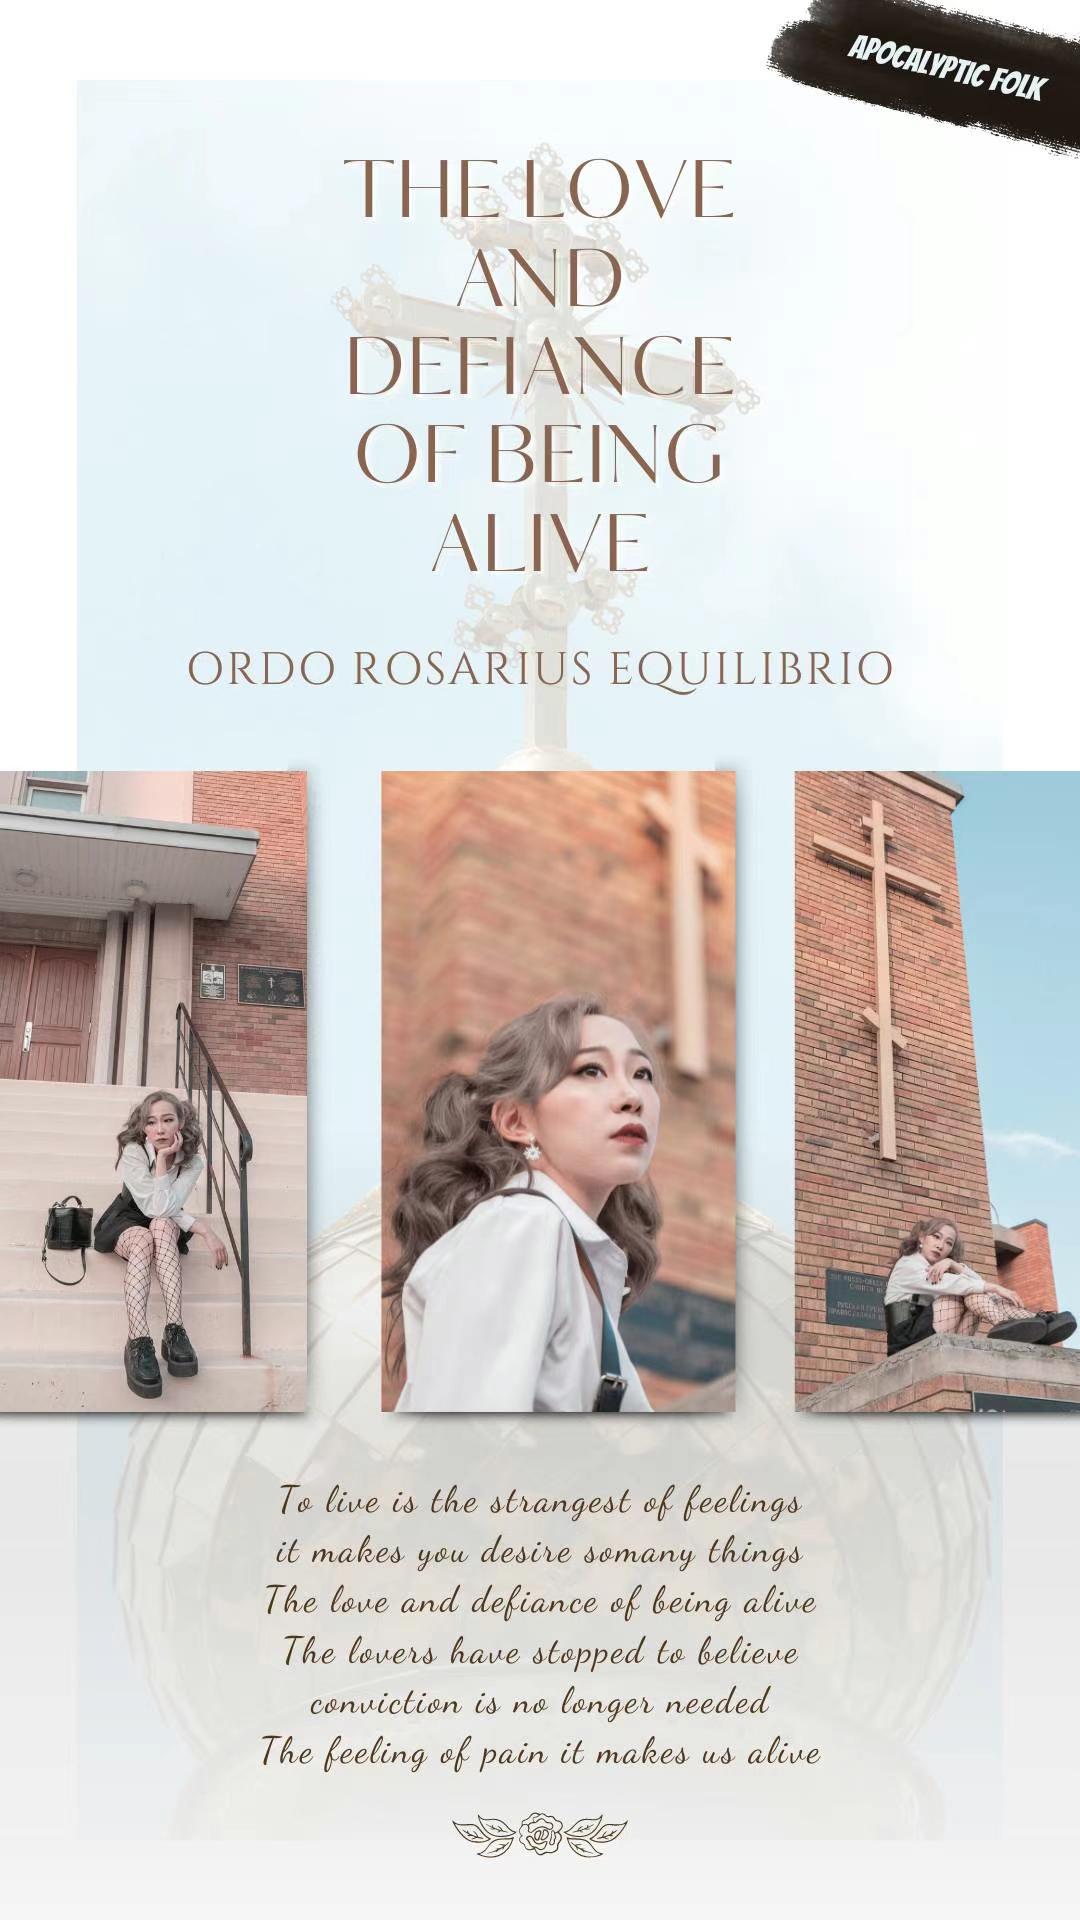 APOCALYPTIC FOLK
THE LOVE
AND
DEFIANCE
OF BEING
ALIVE
ORDO ROSARIUS EQUILIBRIO
To live is the strangest of feelings
it makes you desire somany things
The love and defiance of being alive
The lovers have stopped to believe
conviction is no longer needed
The feeling of pain it makes us alive